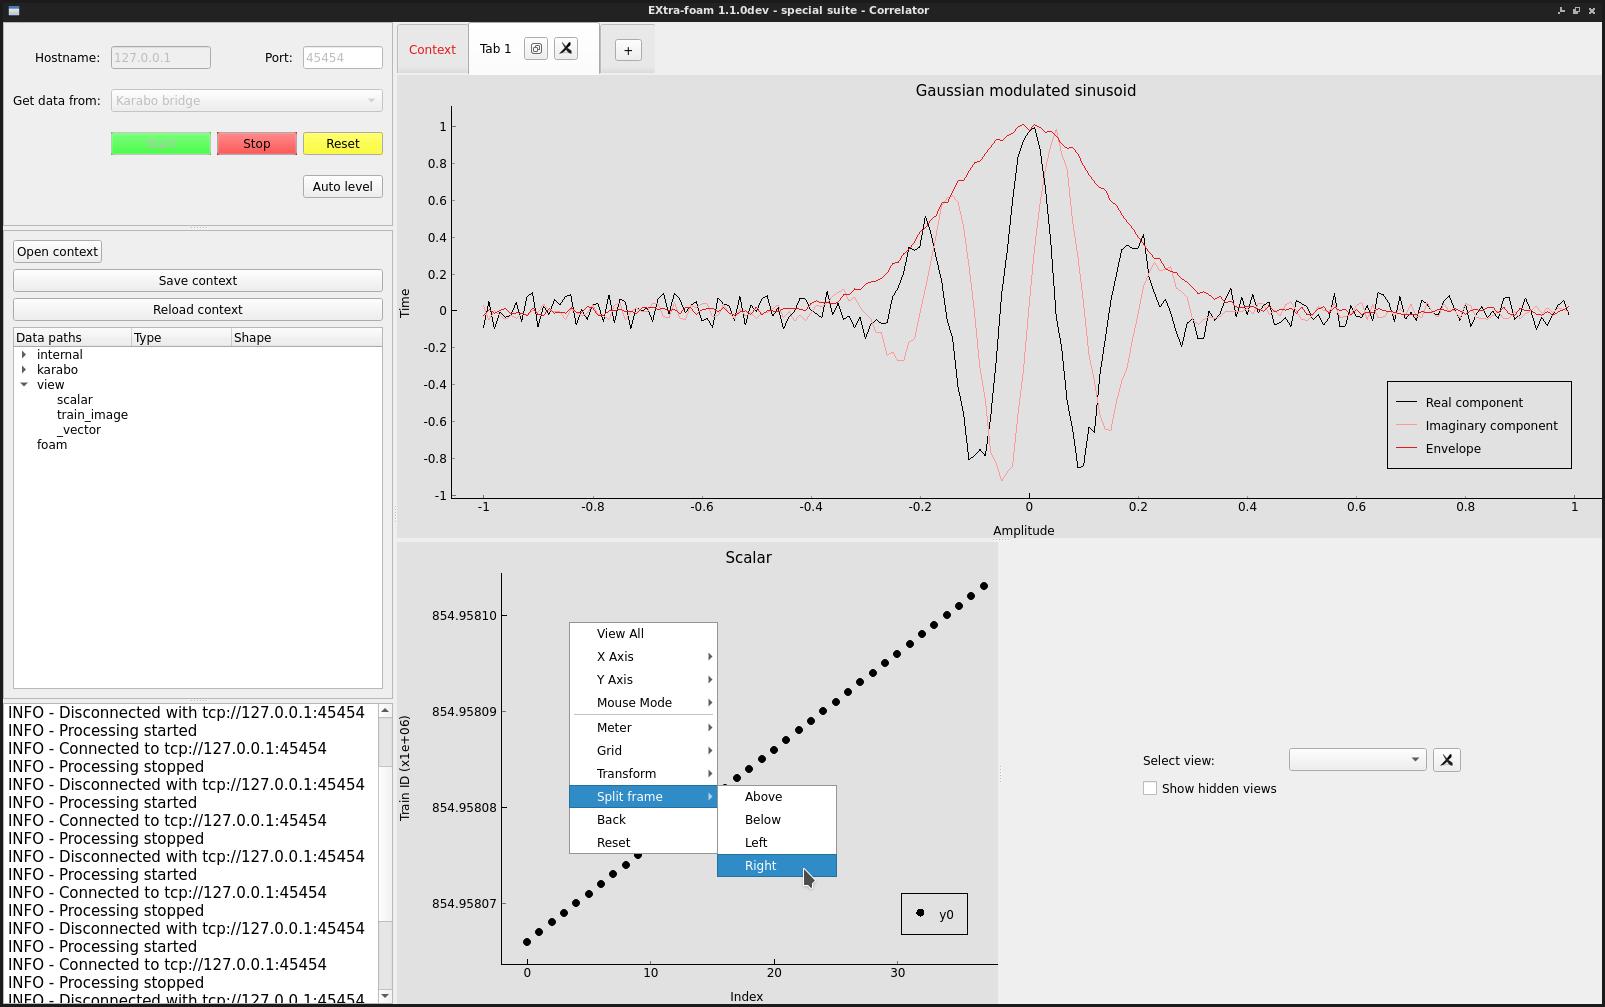 EXtra-foam 1.1.0dev - special suite - Correlator
Hostname: 127.0.0.1 Port: 45454
Get data from: Karabo bridge
Stop Reset
Auto level
Open context
Save context
Reload context
Data paths Type Shape
internal
karabo
view
scalar
train_image
_vector
foam
INFO - Disconnected with tcp://127.0.0.1:45454
INFO - Processing started
INFO - Connected to tcp://127.0.0.1:45454
INFO - Processing stopped
INFO - Disconnected with tcp://127.0.0.1:45454
INFO - Processing started
INFO - Connected to tcp://127.0.0.1:45454
INFO - Processing stopped
INFO - Disconnected with tcp://127.0.0.1:45454
INFO - Processing started
INFO - Connected to tcp://127.0.0.1:45454
INFO - Processing stopped
INFO - Disconnected with tcp://127.0.0.1:45454
INFO - Processing started
INFO - Connected to tcp://127.0.0.1:45454
INFO - Processing stopped
INFO - Disconnected with tcp://127.0.0.1:45454
Context Tab 1 +
Gaussian modulated sinusoid
1
0.8
0.6
0.4
0.2
0
-0.2
-0.4
-0.6
-0.8
-1
Time
-1 -0.8 -0.6 -0.4 -0.2 0 0.2 0.4 0.6 0.8 1
Amplitude
Real component
Imaginary component
Envelope
Scalar
854.95810
854.95809
854.95808
854.95807
Train ID (x1e+06)
0 10 20 30
Index
y0
View All
X Axis
Y Axis
Mouse Mode
Meter
Grid
Transform
Split frame
Back
Reset
Above
Below
Left
Right
Select view:
Show hidden views